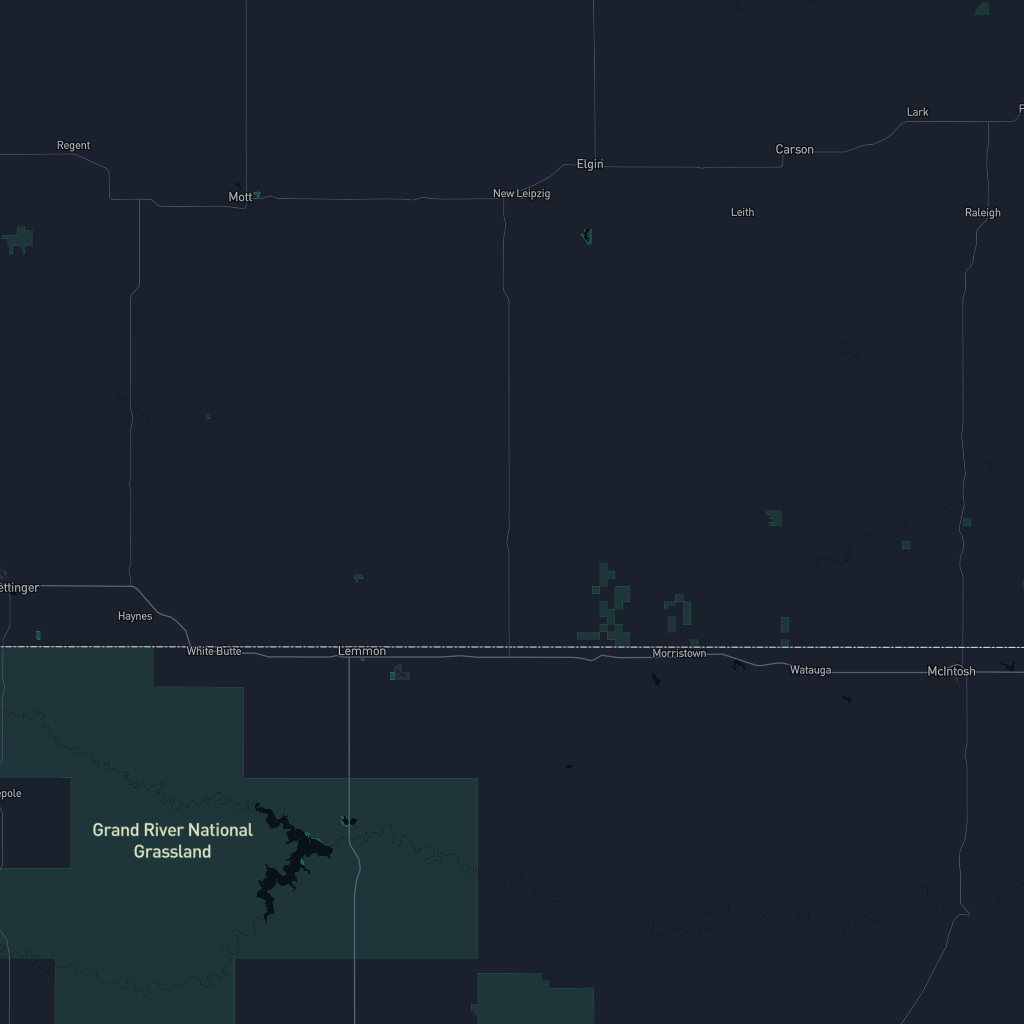 Lark
Regent
Carson
Elgin
Mott
New Leipzig
Leith
Raleigh
ettinger
Haynes
White Butte
Lemmon
Morristown
Watauga
McIntosh
epole
Grand River National
Grassland